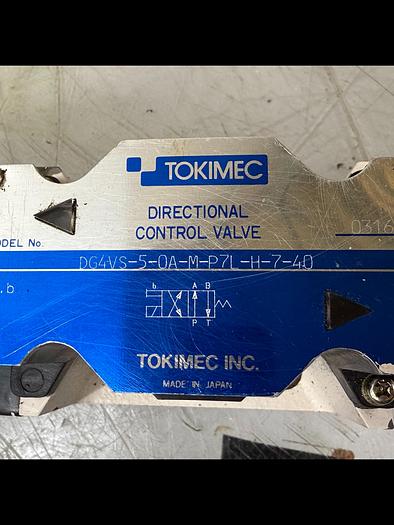 TOKIMEC
DIRECTIONAL
CONTROL VALVE
0316
ODEL No.
DG4VS-5-0A-M-P7L-H-7-40
.b
b A B
P T
TOKIMEC INC.
MADE IN JAPAN